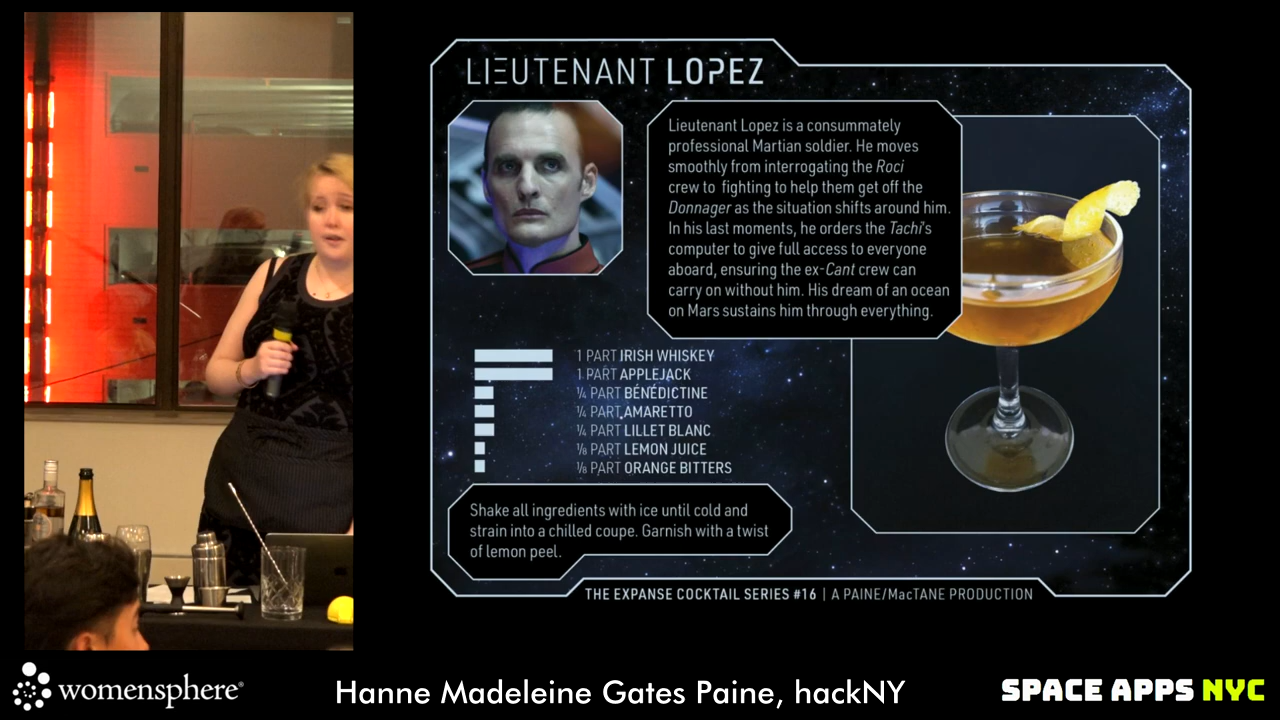 LIEUTENANT LOPEZ
Lieutenant Lopez is a consummately
professional Martian soldier. He moves
smoothly from interrogating the Roci
crew to fighting to help them get off the
Donnager as the situation shifts around him.
In his last moments, he orders the Tachi's
computer to give full access to everyone
aboard, ensuring the ex-Cant crew can
carry on without him. His dream of an ocean
on Mars sustains him through everything.
1 PART IRISH WHISKEY
1 PART APPLEJACK
¼ PART BÉNÉDICTINE
¼ PART AMARETTO
¼ PART LILLET BLANC
⅛ PART LEMON JUICE
⅛ PART ORANGE BITTERS
Shake all ingredients with ice until cold and
strain into a chilled coupe. Garnish with a twist
of lemon peel.
THE EXPANSE COCKTAIL SERIES #16 | A PAINE/MacTANE PRODUCTION
womensphere®
Hanne Madeleine Gates Paine, hackNY
SPACE APPS NYC